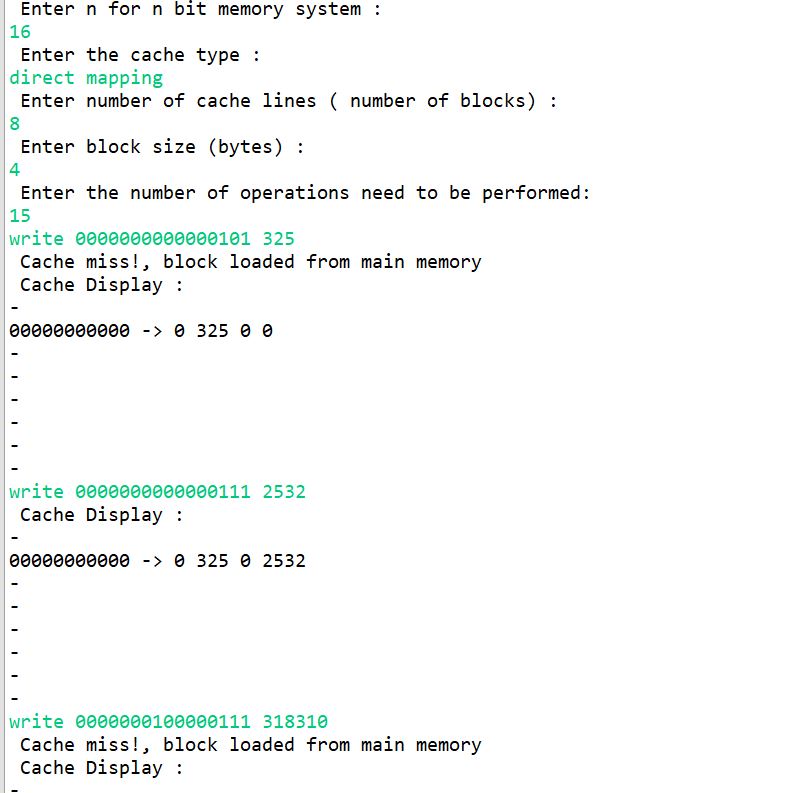 Enter n for n bit memory system :
16
Enter the cache type :
direct mapping
Enter number of cache lines ( number of blocks) :
8
Enter block size (bytes) :
4
Enter the number of operations need to be performed:
15
write 0000000000000101 325
Cache miss!, block loaded from main memory
Cache Display :
-
00000000000 -> 0 325 0 0
-
-
-
-
-
-
write 0000000000000111 2532
Cache Display :
-
00000000000 -> 0 325 0 2532
-
-
-
-
-
-
write 0000000100000111 318310
Cache miss!, block loaded from main memory
Cache Display :
-